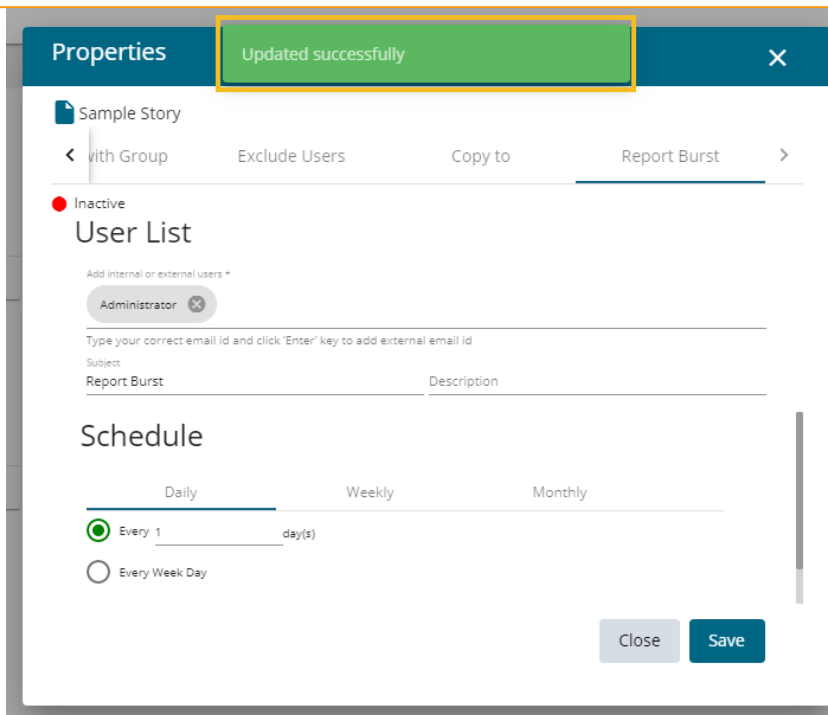 Properties
Updated successfully
Sample Story
with Group Exclude Users Copy to Report Burst
Inactive
User List
Add internal or external users *
Administrator
Type your correct email id and click 'Enter' key to add external email id
Subject
Report Burst Description
Schedule
Daily Weekly Monthly
Every 1 day(s)
Every Week Day
Close Save